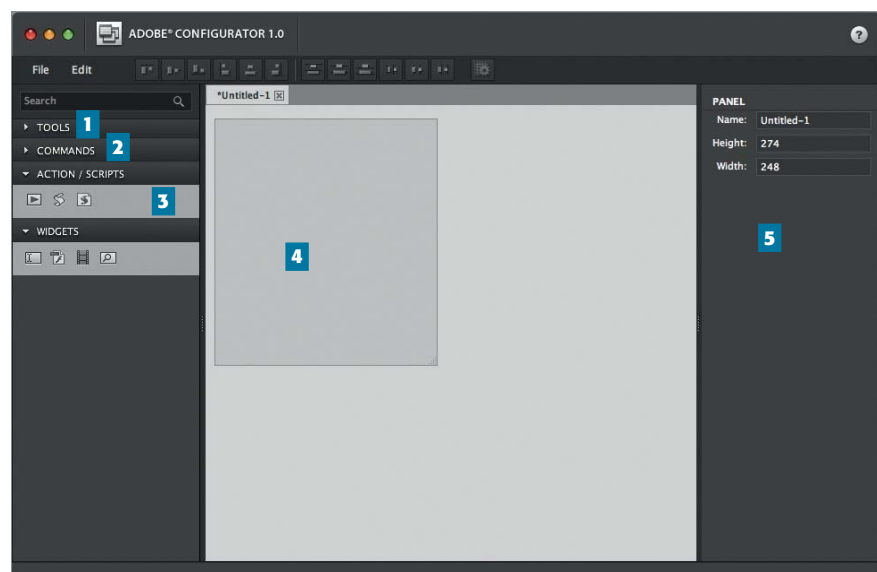 ADOBE® CONFIGURATOR 1.0
?
File Edit
Search
*Untitled-1
TOOLS 1
COMMANDS 2
ACTION / SCRIPTS
3
WIDGETS
4
PANEL
Name: Untitled-1
Height: 274
Width: 248
5